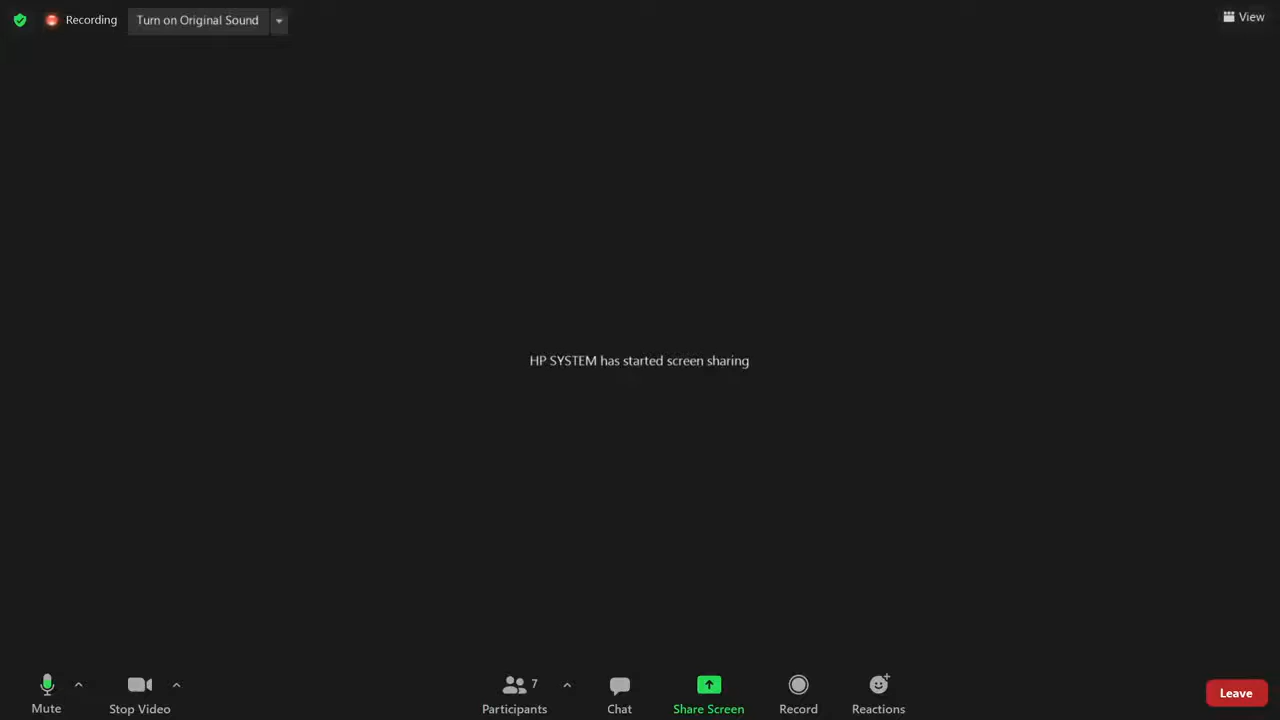 Recording
Turn on Original Sound
View
HP SYSTEM has started screen sharing
Mute
Stop Video
7
Participants
Chat
Share Screen
Record
Reactions
Leave